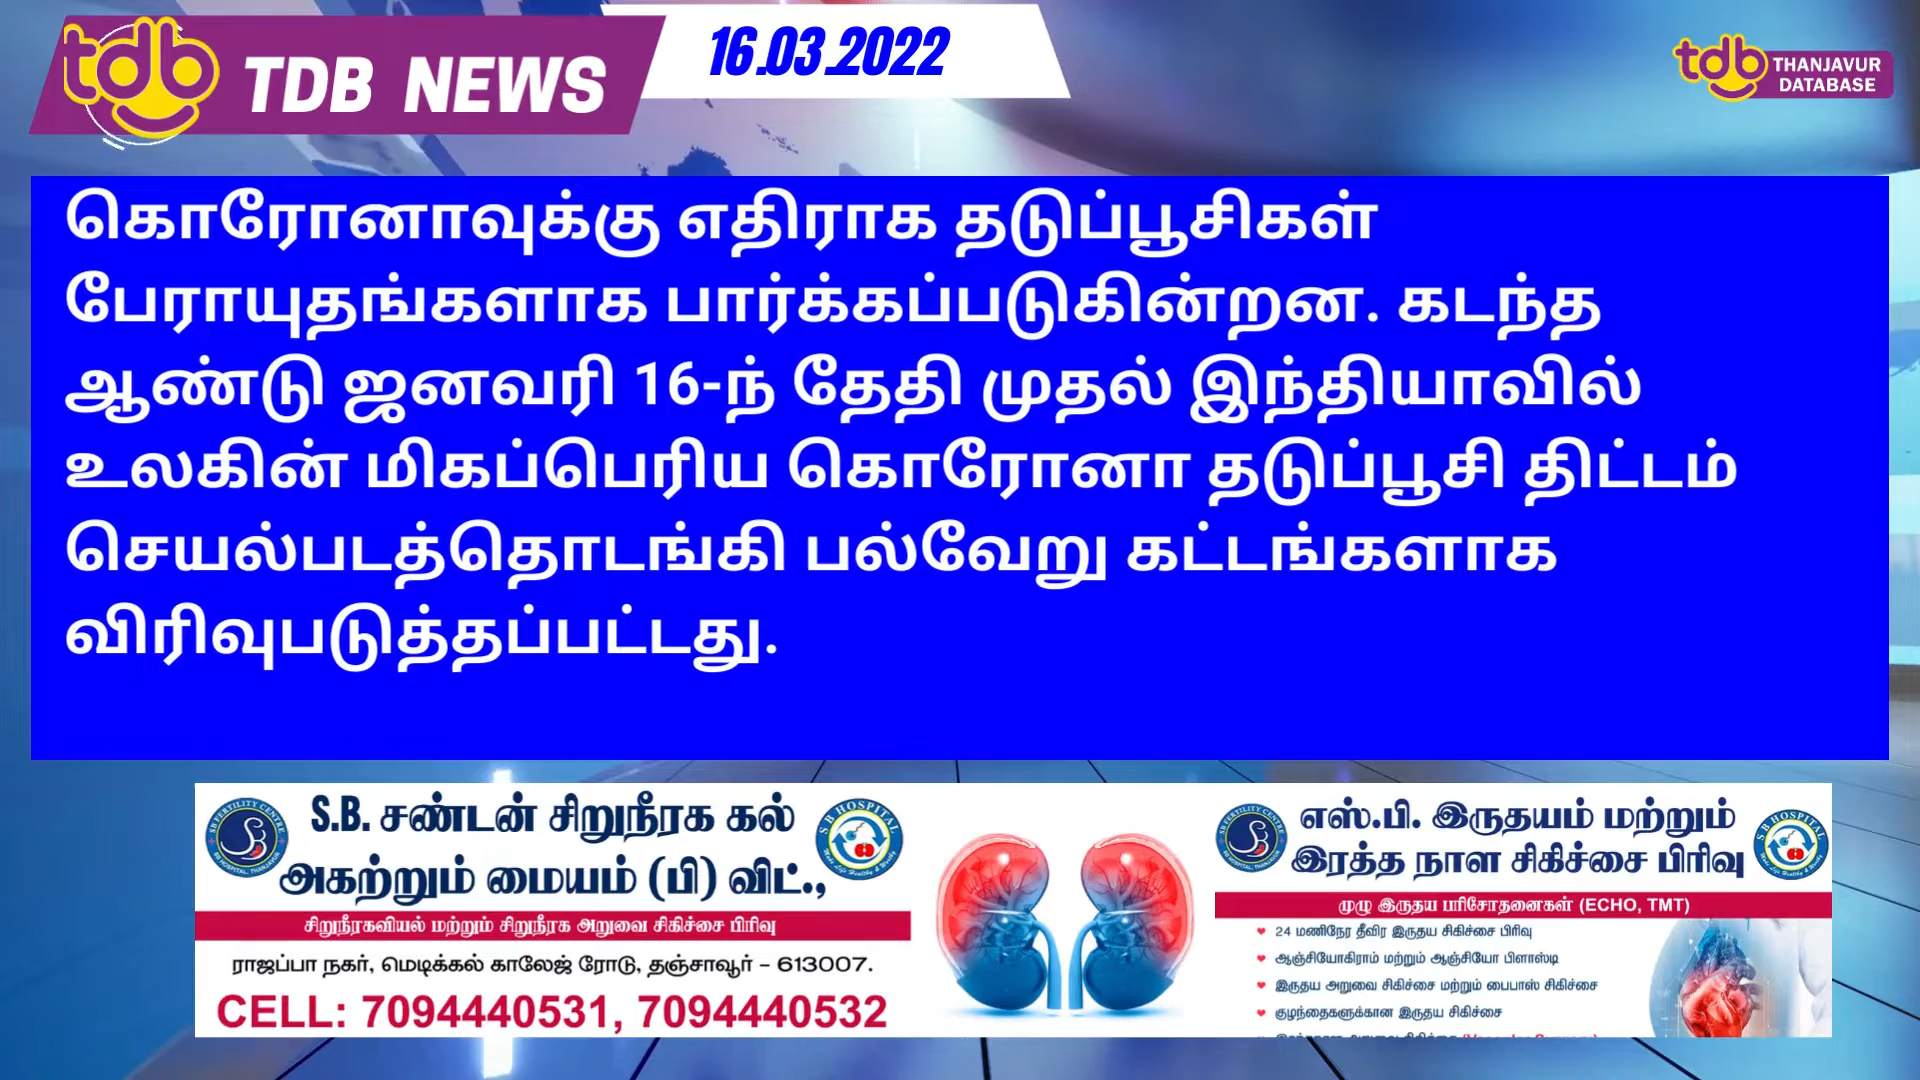 tdb TDB NEWS
16.03.2022
tdb THANJAVUR
DATABASE
கொரோனாவுக்கு எதிராக தடுப்பூசிகள்
பேராயுதங்களாக பார்க்கப்படுகின்றன. கடந்த
ஆண்டு ஜனவரி 16-ந் தேதி முதல் இந்தியாவில்
உலகின் மிகப்பெரிய கொரோனா தடுப்பூசி திட்டம்
செயல்படத்தொடங்கி பல்வேறு கட்டங்களாக
விரிவுபடுத்தப்பட்டது.
S.B. சண்டன் சிறுநீரக கல்
அகற்றும் மையம் (பி) விட்.,
சிறுநீரகவியல் மற்றும் சிறுநீரக அறுவை சிகிச்சை பிரிவு
ராஜப்பா நகர், மெடிக்கல் காலேஜ் ரோடு, தஞ்சாவூர் – 613007.
CELL: 7094440531, 7094440532
எஸ்.பி. இருதயம் மற்றும்
இரத்த நாள சிகிச்சை பிரிவு
முழு இருதய பரிசோதனைகள் (ECHO, TMT)
24 மணிநேர தீவிர இருதய சிகிச்சை பிரிவு
ஆஞ்சியோகிராம் மற்றும் ஆஞ்சியோ பிளாஸ்டி
இருதய அறுவை சிகிச்சை மற்றும் பைபாஸ் சிகிச்சை
குழந்தைகளுக்கான இருதய சிகிச்சை